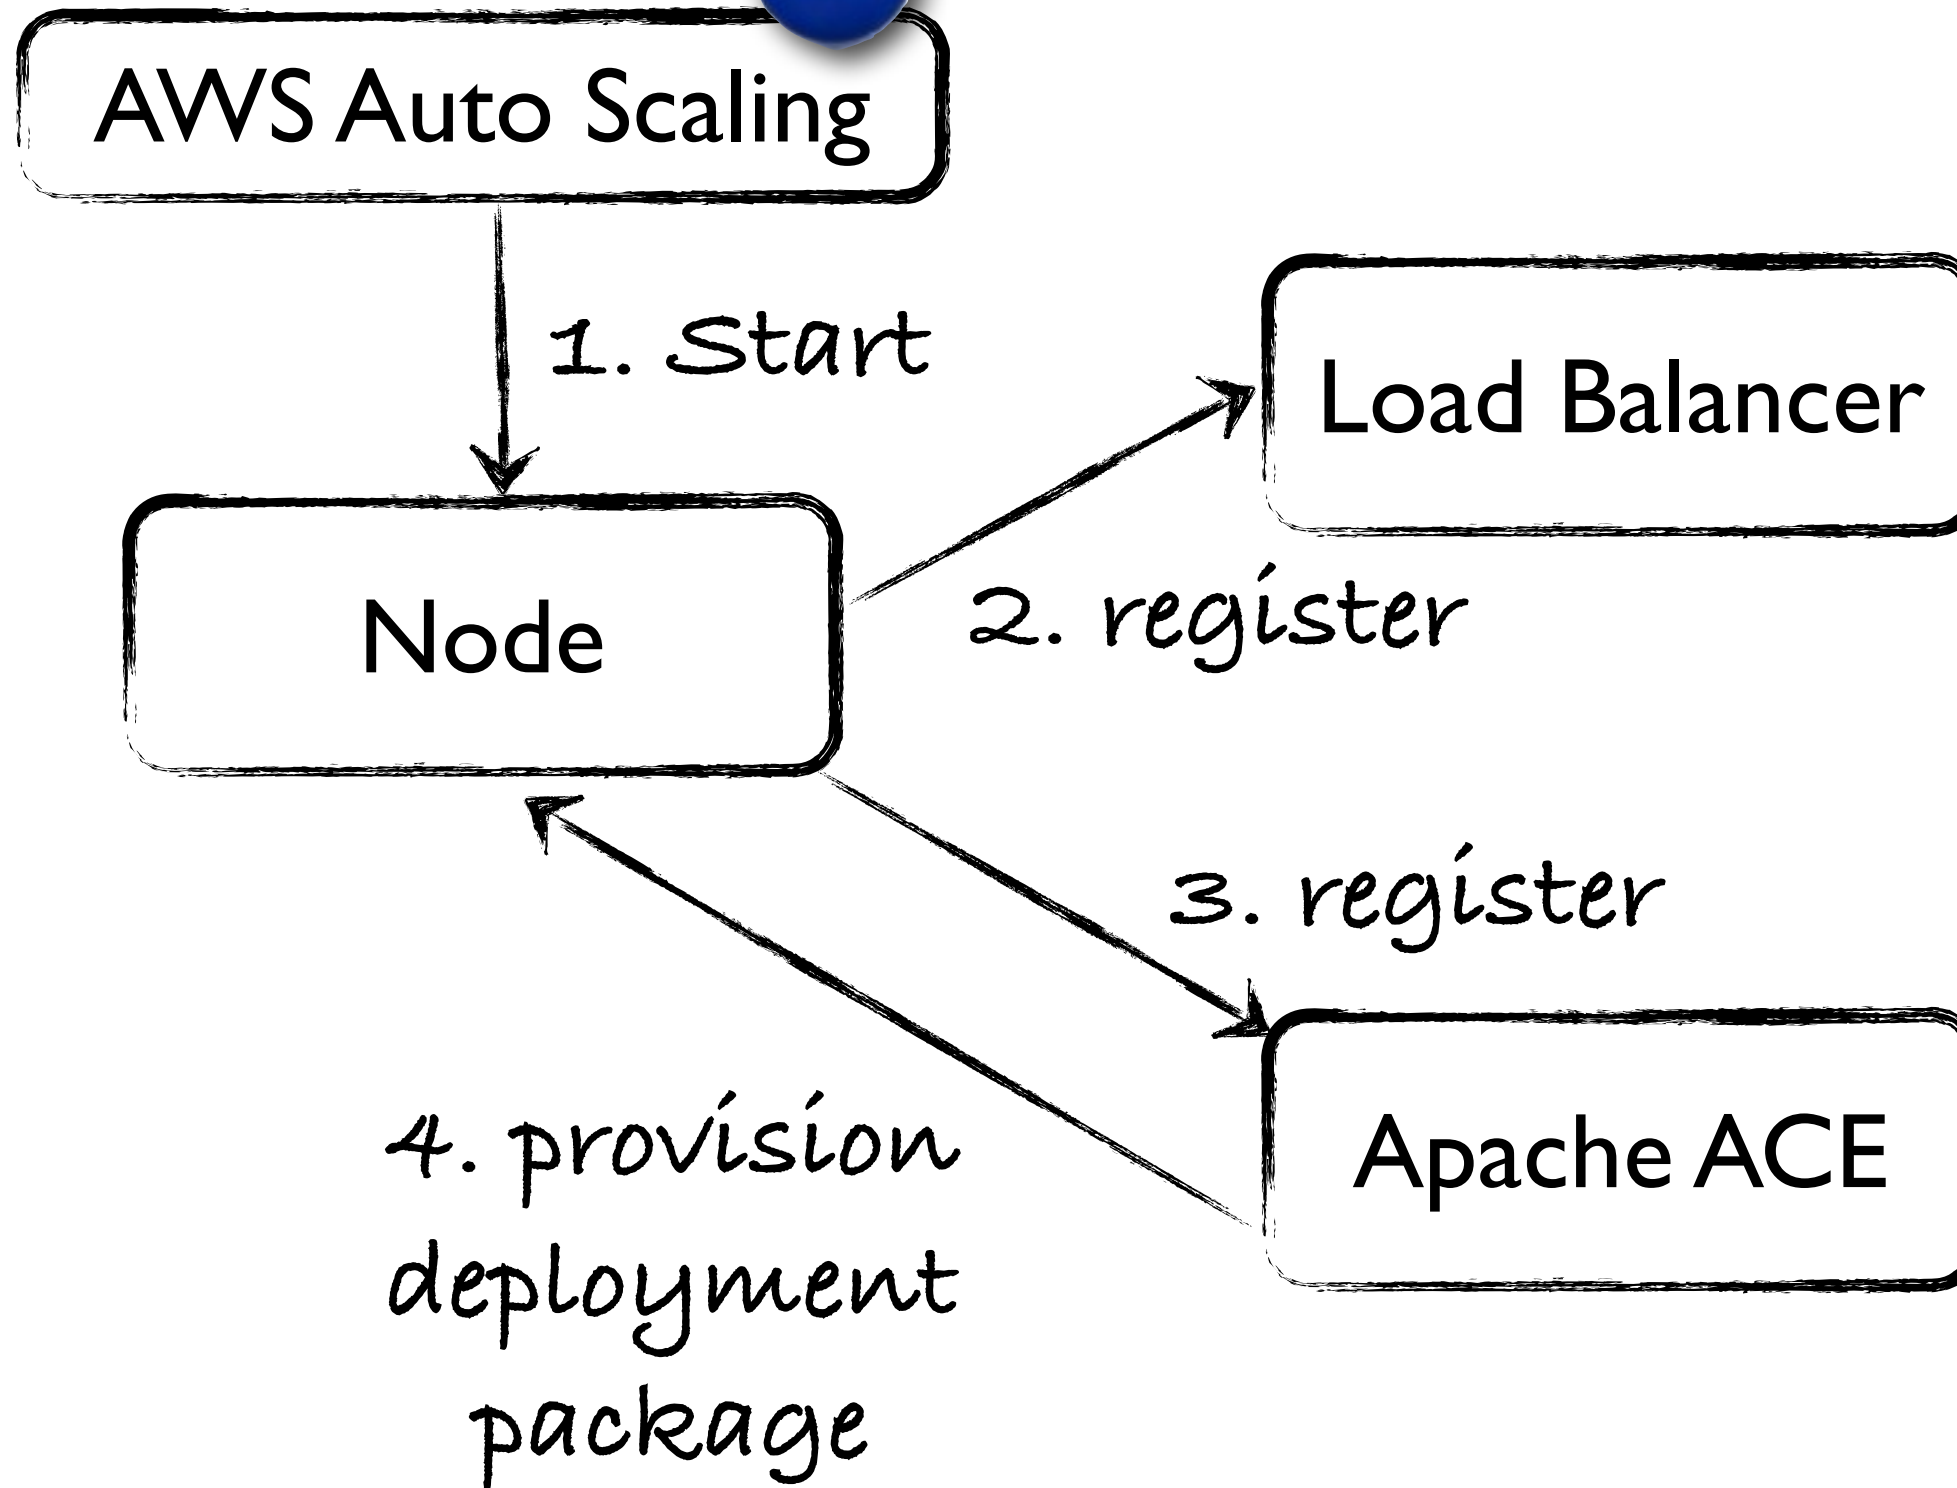 AWS Auto Scaling
1. Start
Load Balancer
Node
2. register
3. register
Apache ACE
4. provision
deployment
package